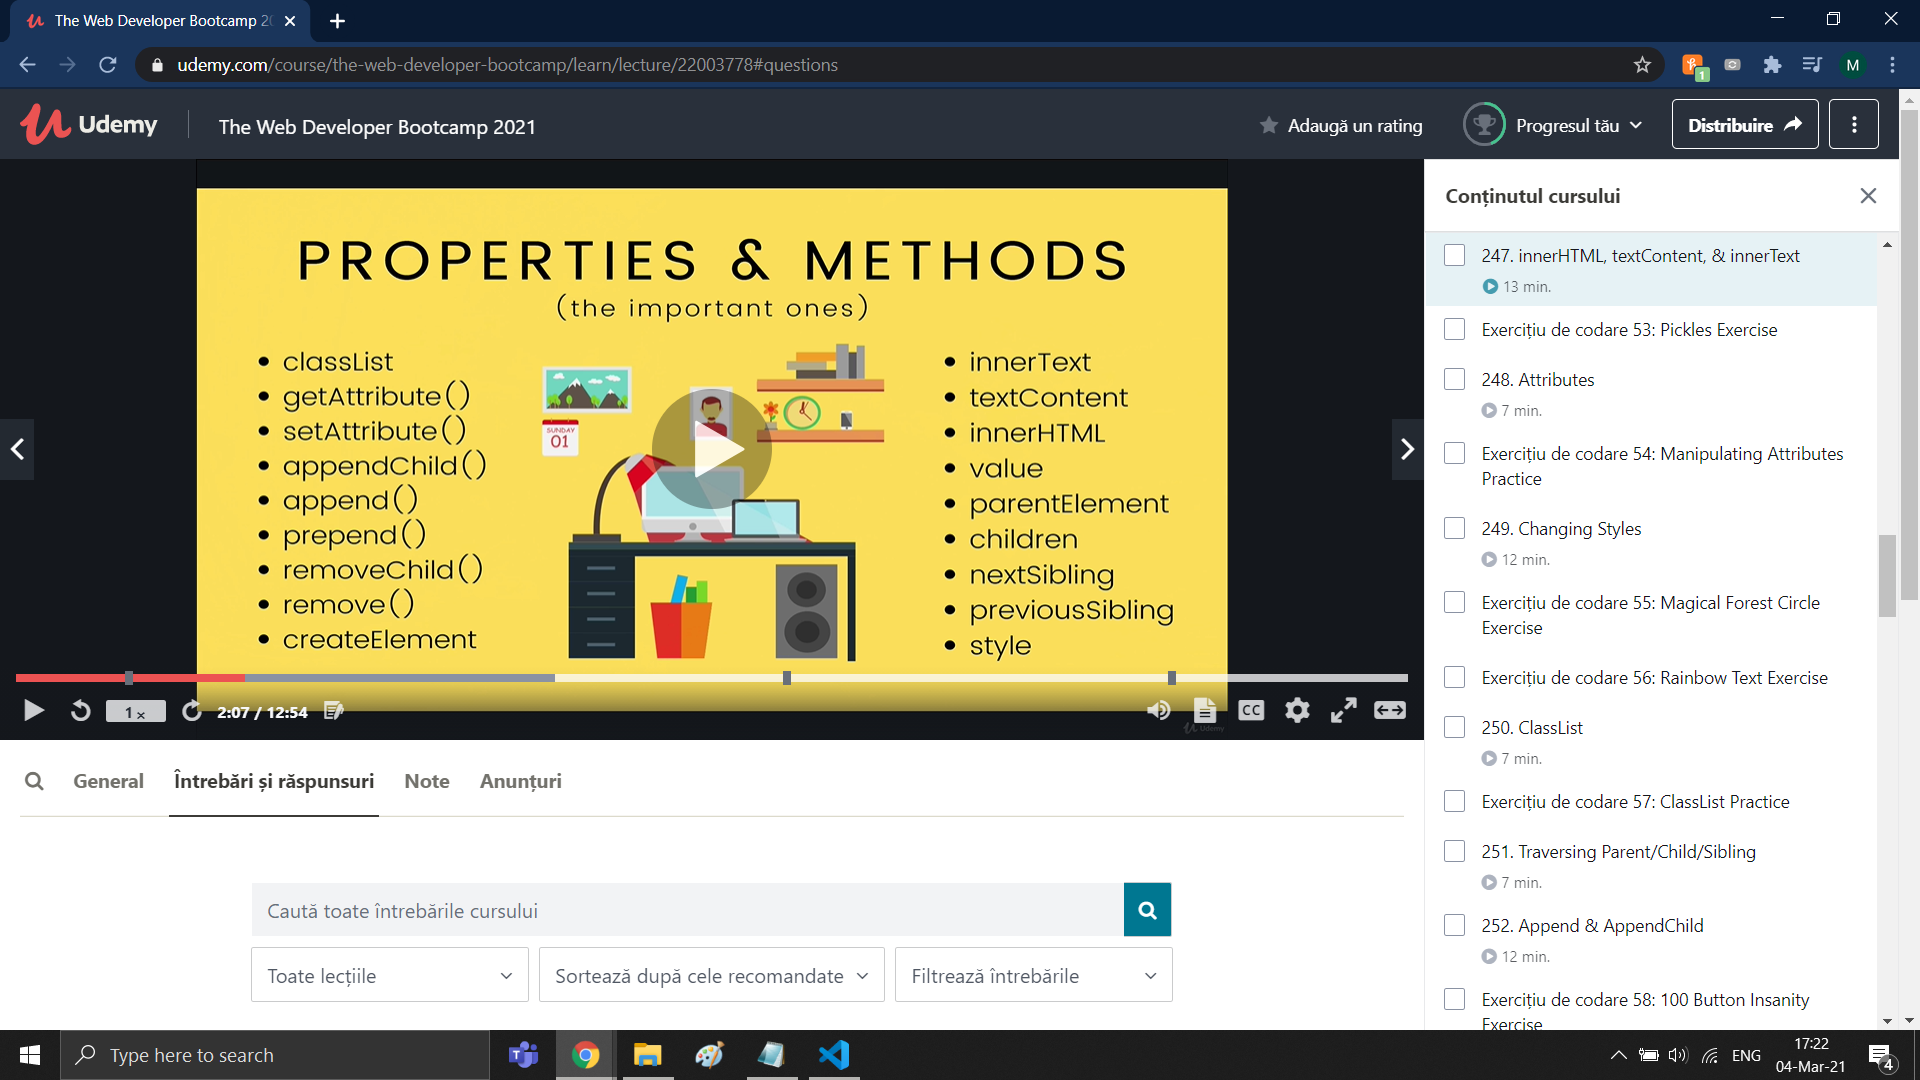 The Web Developer Bootcamp 20
udemy.com/course/the-web-developer-bootcamp/learn/lecture/22003778#questions
1
M
Udemy
The Web Developer Bootcamp 2021
Adaugă un rating
Progresul tău
Distribuire
PROPERTIES & METHODS
(the important ones)
• classList
• getAttribute()
• setAttribute()
• appendChild()
• append()
• prepend()
• removeChild()
• remove()
• createElement
SUNDAY
01
• innerText
• textContent
• innerHTML
• value
• parentElement
• children
• nextSibling
• previousSibling
• style
1 x
2:07 / 12:54
CC
Udemy
Conținutul cursului
247. innerHTML, textContent, & innerText
13 min.
Exercițiu de codare 53: Pickles Exercise
248. Attributes
7 min.
Exercițiu de codare 54: Manipulating Attributes
Practice
249. Changing Styles
12 min.
Exercițiu de codare 55: Magical Forest Circle
Exercise
Exercițiu de codare 56: Rainbow Text Exercise
250. ClassList
7 min.
Exercițiu de codare 57: ClassList Practice
251. Traversing Parent/Child/Sibling
7 min.
252. Append & AppendChild
12 min.
Exercițiu de codare 58: 100 Button Insanity
Exercise
General
Întrebări și răspunsuri
Note
Anunțuri
Caută toate întrebările cursului
Toate lecțiile
Sortează după cele recomandate
Filtrează întrebările
Type here to search
ENG
17:22
04-Mar-21
4